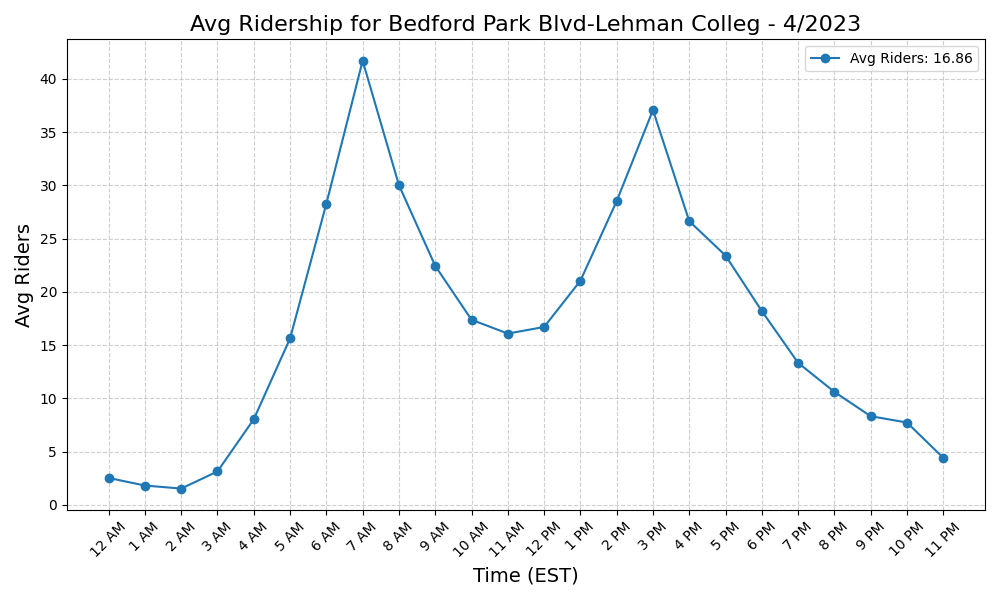 Avg Ridership for Bedford Park Blvd-Lehman Colleg - 4/2023
Avg Riders: 16.86
Avg Riders
40
35
30
25
20
15
10
5
0
12 AM
1 AM
2 AM
3 AM
4 AM
5 AM
6 AM
7 AM
8 AM
9 AM
10 AM
11 AM
12 PM
1 PM
2 PM
3 PM
4 PM
5 PM
6 PM
7 PM
8 PM
9 PM
10 PM
11 PM
Time (EST)